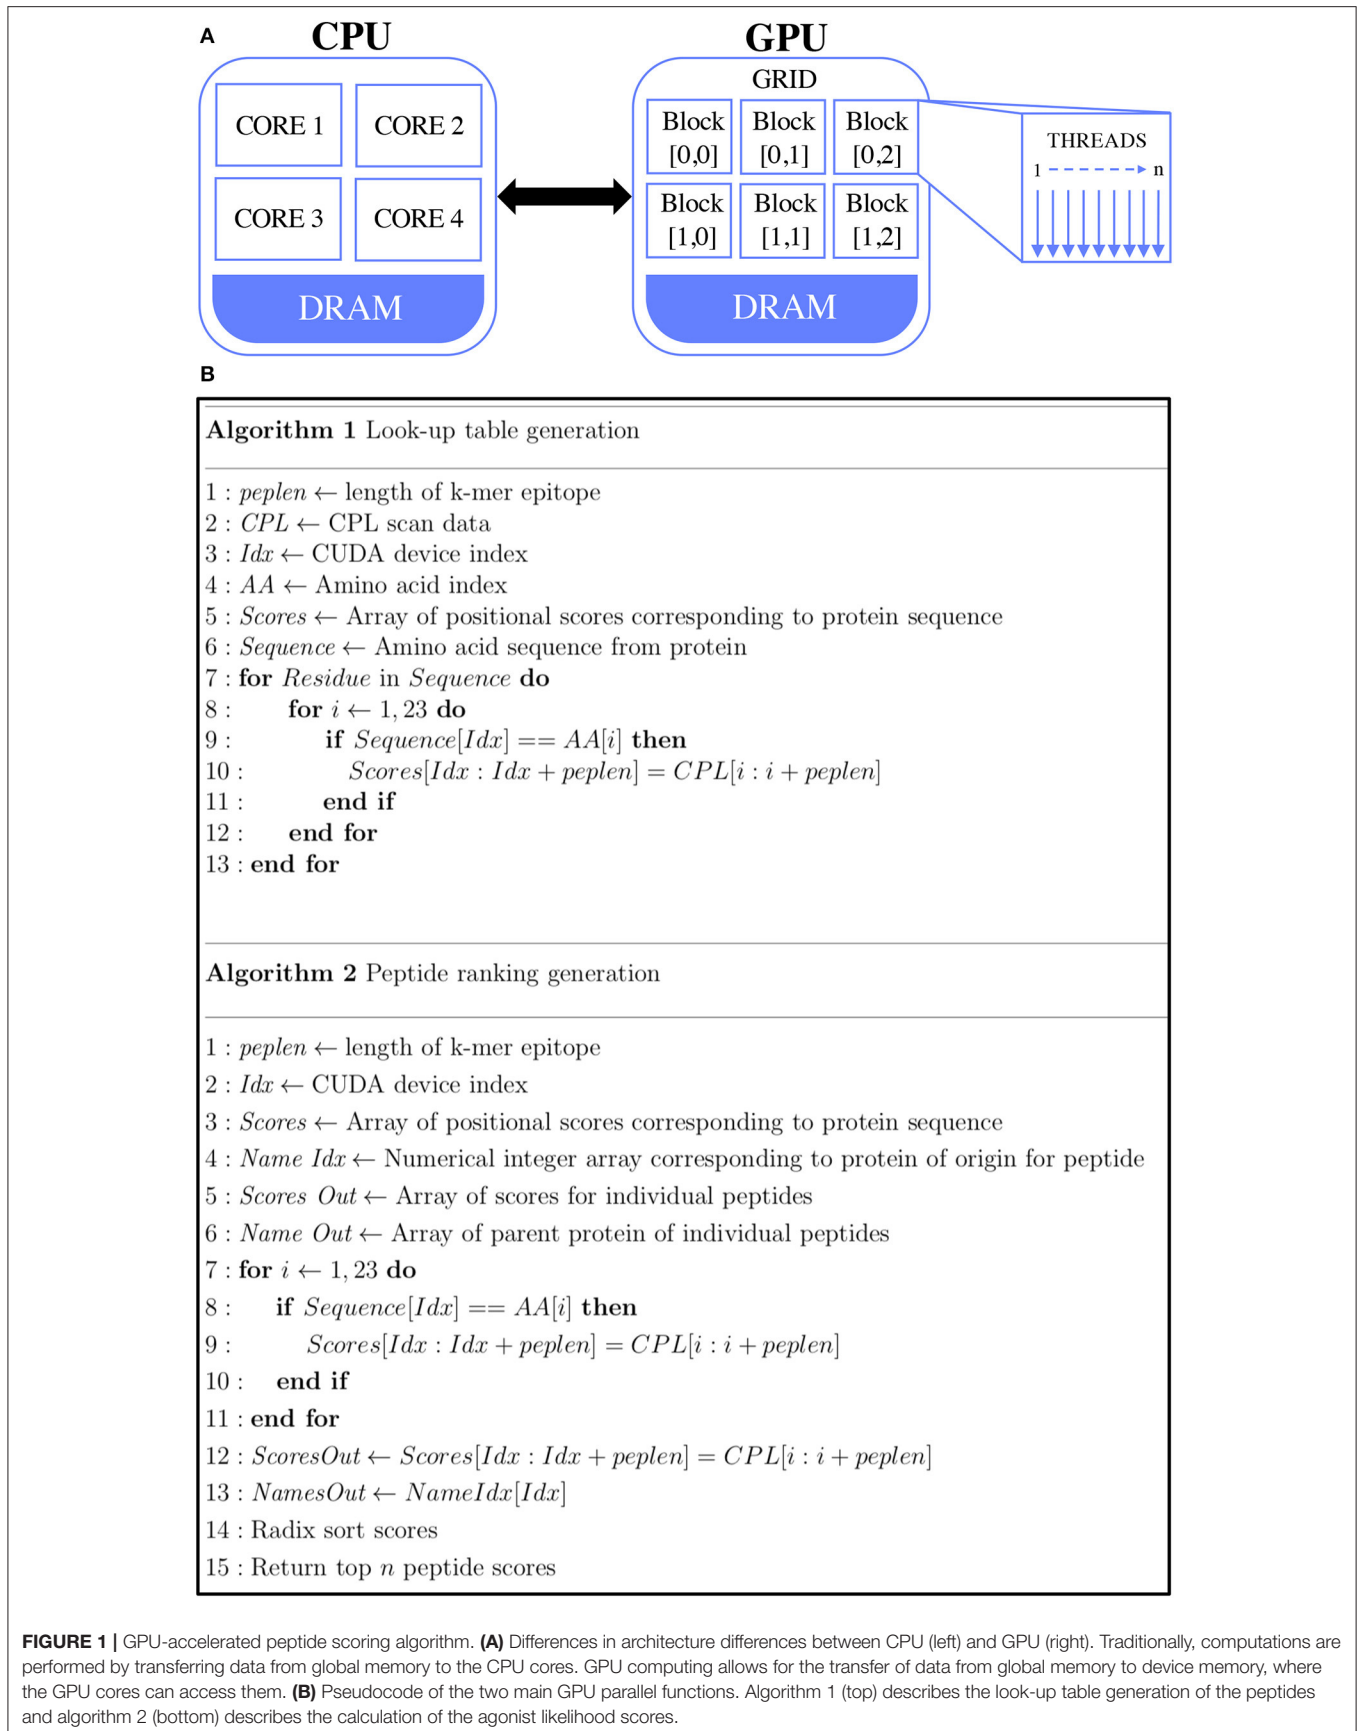 A
CPU
GPU
GRID
CORE 1
CORE 2
CORE 3
CORE 4
DRAM
Block
[0,0]
Block
[0,1]
Block
[0,2]
Block
[1,0]
Block
[1,1]
Block
[1,2]
DRAM
THREADS
1 n
B
Algorithm 1 Look-up table generation
1 : peplen ← length of k-mer epitope
2 : CPL ← CPL scan data
3 : Idx ← CUDA device index
4 : AA ← Amino acid index
5 : Scores ← Array of positional scores corresponding to protein sequence
6 : Sequence ← Amino acid sequence from protein
7 : for Residue in Sequence do
8 : for i ← 1, 23 do
9 : if Sequence[Idx] == AA[i] then
10 : Scores[Idx : Idx + peplen] = CPL[i : i + peplen]
11 : end if
12 : end for
13 : end for
Algorithm 2 Peptide ranking generation
1 : peplen ← length of k-mer epitope
2 : Idx ← CUDA device index
3 : Scores ← Array of positional scores corresponding to protein sequence
4 : Name Idx ← Numerical integer array corresponding to protein of origin for peptide
5 : Scores Out ← Array of scores for individual peptides
6 : Name Out ← Array of parent protein of individual peptides
7 : for i ← 1, 23 do
8 : if Sequence[Idx] == AA[i] then
9 : Scores[Idx : Idx + peplen] = CPL[i : i + peplen]
10 : end if
11 : end for
12 : ScoresOut ← Scores[Idx : Idx + peplen] = CPL[i : i + peplen]
13 : NamesOut ← NameIdx[Idx]
14 : Radix sort scores
15 : Return top n peptide scores
FIGURE 1 | GPU-accelerated peptide scoring algorithm. (A) Differences in architecture differences between CPU (left) and GPU (right). Traditionally, computations are
performed by transferring data from global memory to the CPU cores. GPU computing allows for the transfer of data from global memory to device memory, where
the GPU cores can access them. (B) Pseudocode of the two main GPU parallel functions. Algorithm 1 (top) describes the look-up table generation of the peptides
and algorithm 2 (bottom) describes the calculation of the agonist likelihood scores.